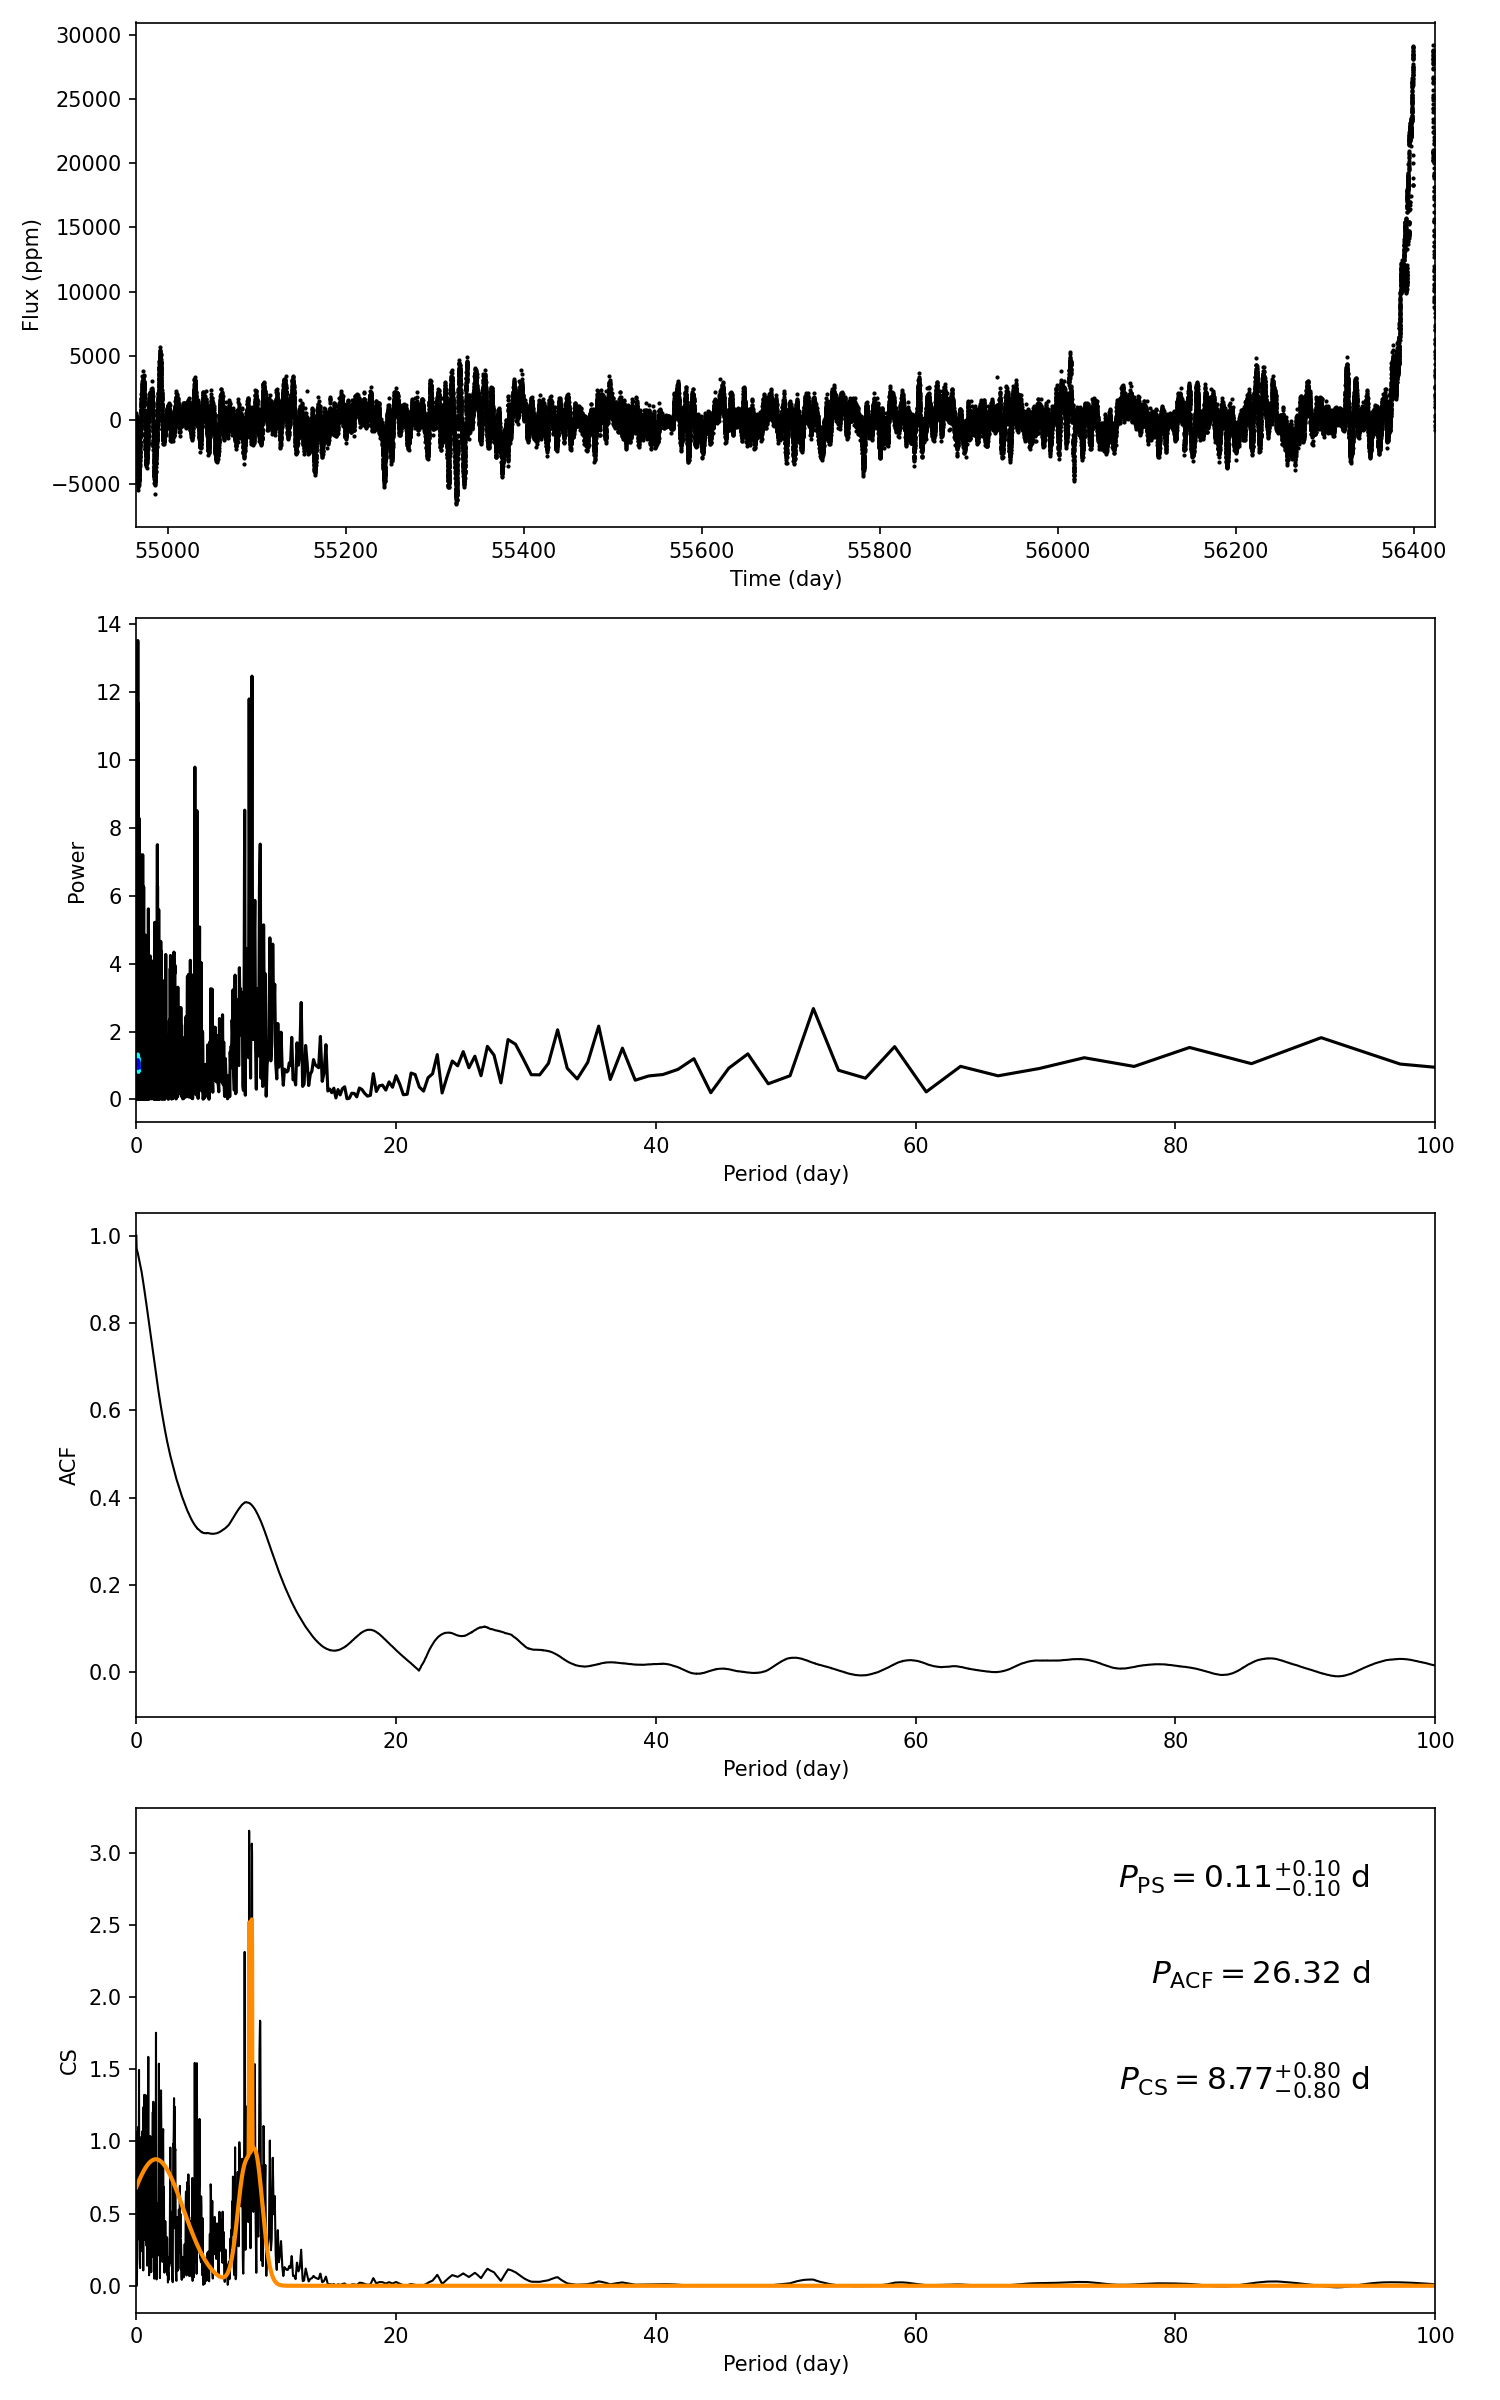 30000
25000
20000
15000
10000
5000
0
−5000
Flux (ppm)
55000 55200 55400 55600 55800 56000 56200 56400
Time (day)
14
12
10
8
6
4
2
0
Power
0 20 40 60 80 100
Period (day)
1.0
0.8
0.6
0.4
0.2
0.0
ACF
0 20 40 60 80 100
Period (day)
3.0
2.5
2.0
1.5
1.0
0.5
0.0
CS
P_PS = 0.11^{+0.10}_{−0.10} d
P_ACF = 26.32 d
P_CS = 8.77^{+0.80}_{−0.80} d
0 20 40 60 80 100
Period (day)